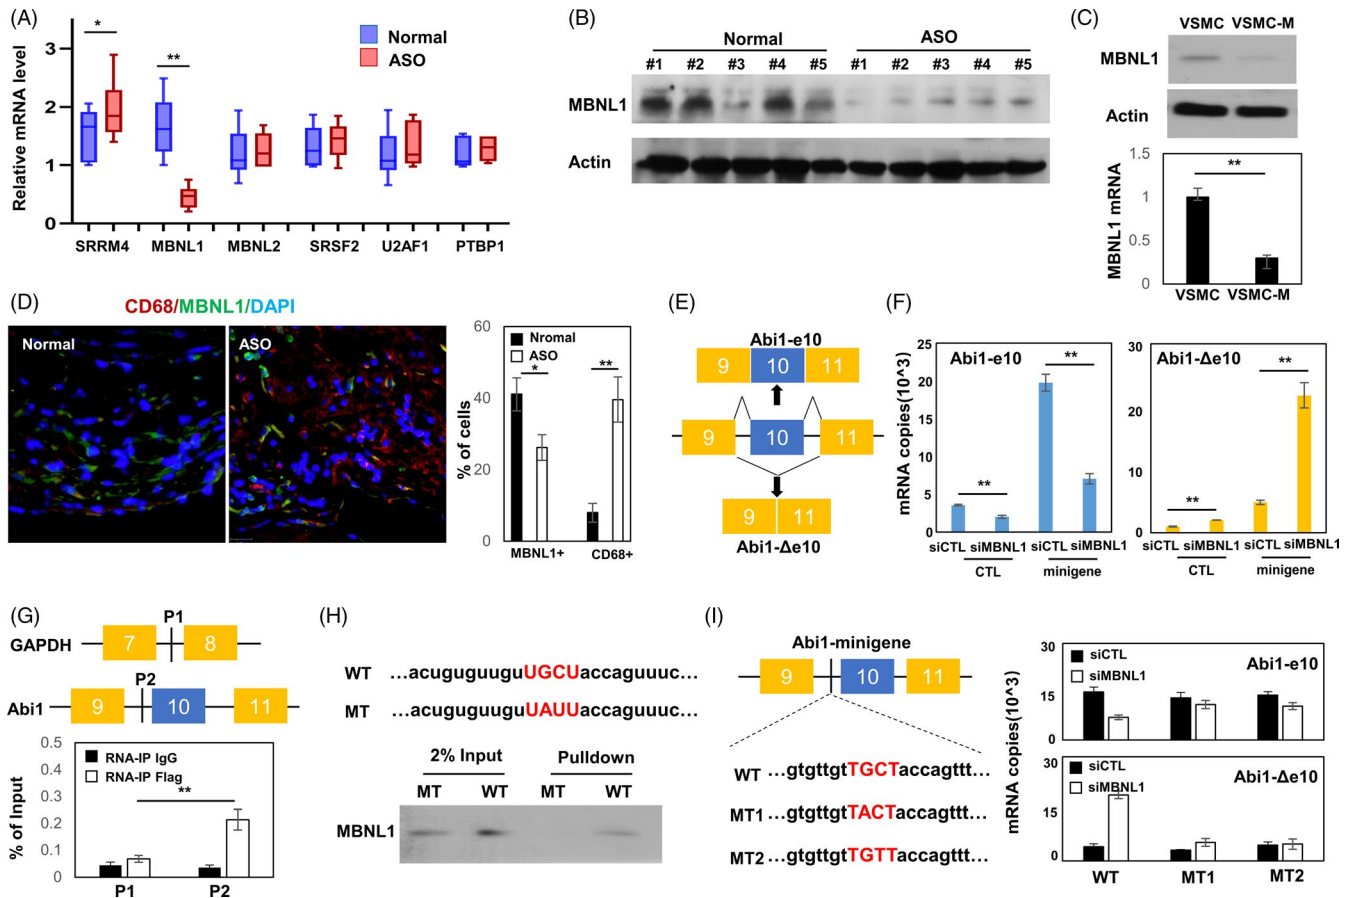 (A)
Relative mRNA level
3
2
1
0
*
**
Normal
ASO
SRRM4 MBNL1 MBNL2 SRSF2 U2AF1 PTBP1
(B)
Normal ASO
#1 #2 #3 #4 #5 #1 #2 #3 #4 #5
MBNL1
Actin
(C)
VSMC VSMC-M
MBNL1
Actin
MBNL1 mRNA
1.5
1
0.5
0
**
VSMC VSMC-M
(D)
CD68/MBNL1/DAPI
Normal
ASO
% of cells
60
40
20
0
Nromal
ASO
*
**
MBNL1+ CD68+
(E)
Abi1-e10
9 10 11
9 10 11
9 11
Abi1-Δe10
(F)
mRNA copies(10^3)
25
20
15
10
5
0
Abi1-e10
**
**
siCTL siMBNL1 siCTL siMBNL1
CTL minigene
30
20
10
0
Abi1-Δe10
**
**
siCTL siMBNL1 siCTL siMBNL1
CTL minigene
(G)
P1
GAPDH 7 8
P2
Abi1 9 10 11
% of Input
0.5
0.4
0.3
0.2
0.1
0
RNA-IP IgG
RNA-IP Flag
**
P1 P2
(H)
WT ...acuguguuguUGCUaccaguuuc...
MT ...acuguguuguUAUUaccaguuuc...
2% Input Pulldown
MT WT MT WT
MBNL1
(I)
Abi1-minigene
9 10 11
WT ...gtgttgtTGCTaccagttt...
MT1 ...gtgttgtTACTaccagttt...
MT2 ...gtgttgtTGTTaccagttt...
mRNA copies(10^3)
30
15
0
siCTL
siMBNL1
Abi1-e10
30
15
0
siCTL
siMBNL1
Abi1-Δe10
WT MT1 MT2